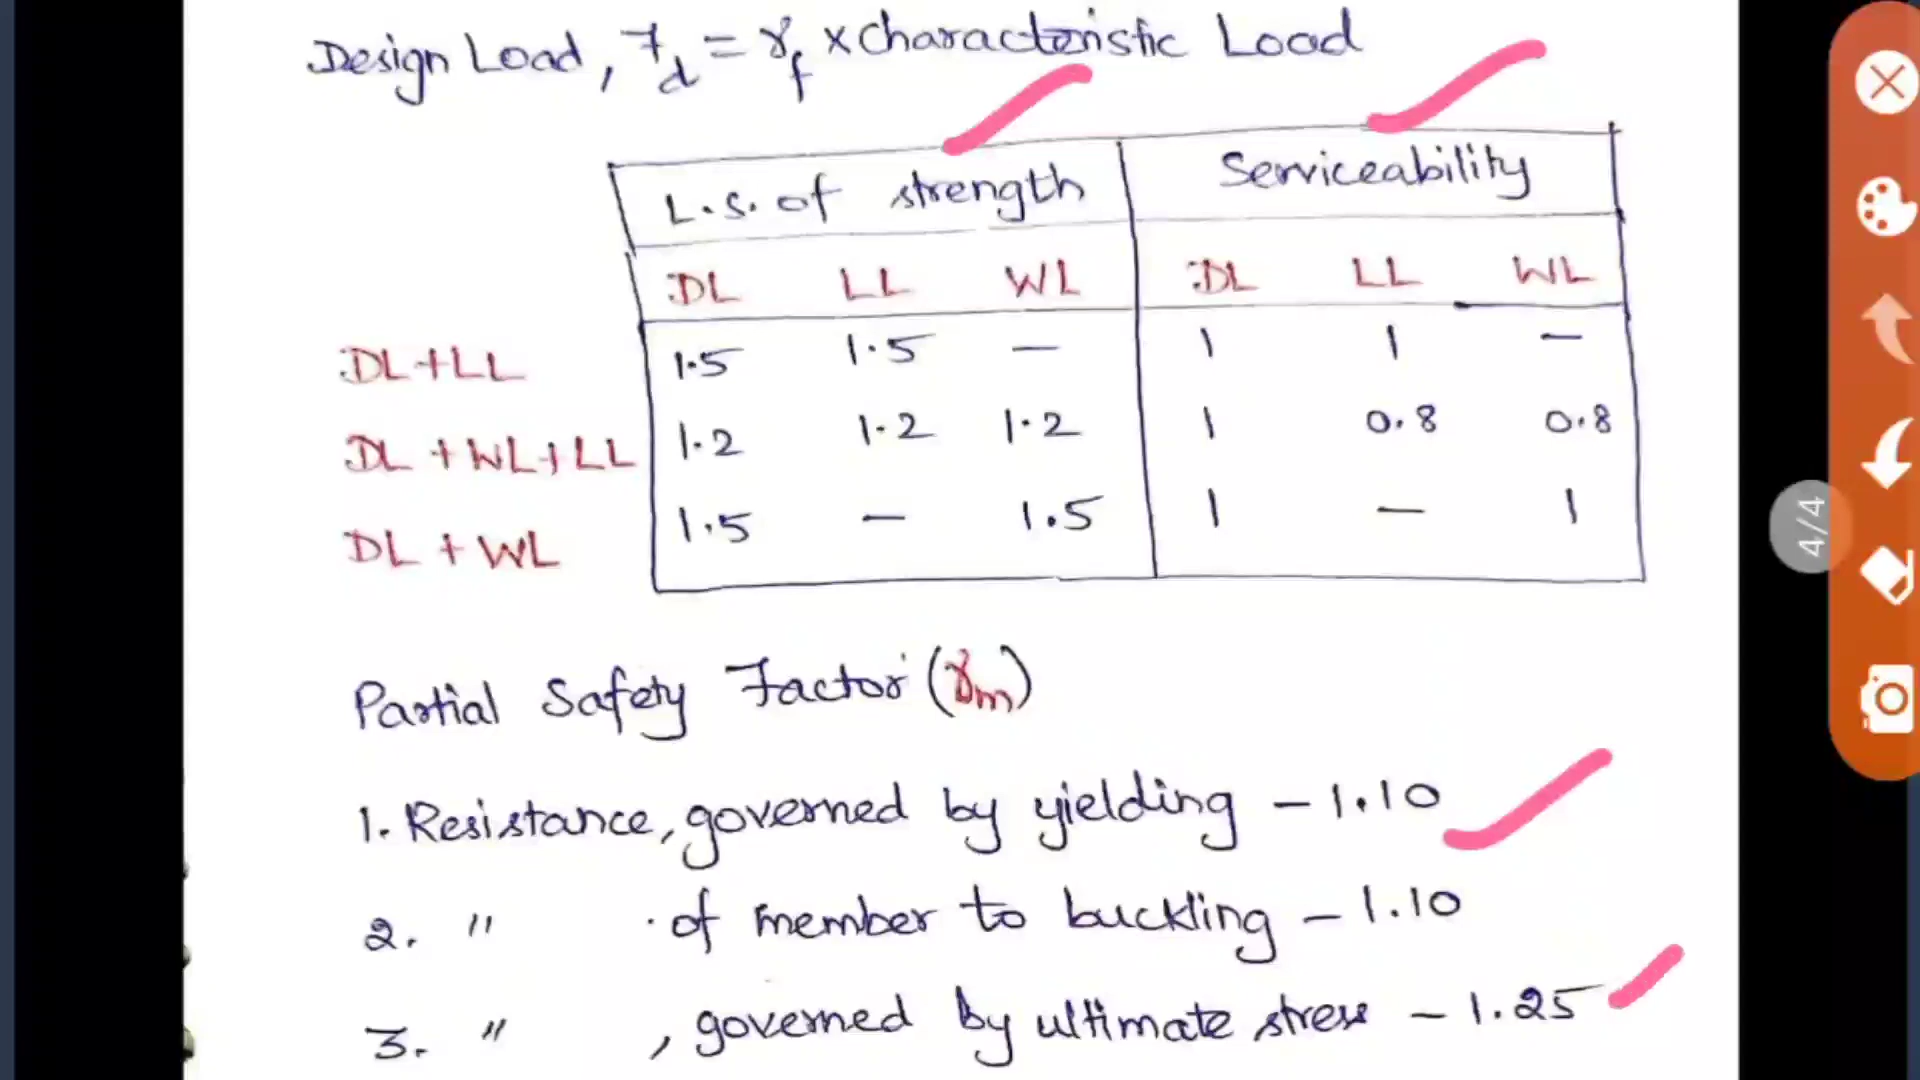 Design Load, Fd = γf × characteristic Load
L.S. of strength Serviceability
DL LL WL DL LL WL
DL+LL 1.5 1.5 — 1 1 —
DL + WL + LL 1.2 1.2 1.2 1 0.8 0.8
DL + WL 1.5 — 1.5 1 — 1
4/4
Partial Safety Factor (γm)
1. Resistance, governed by yielding – 1.10
2. " of member to buckling – 1.10
3. " , governed by ultimate stress – 1.25